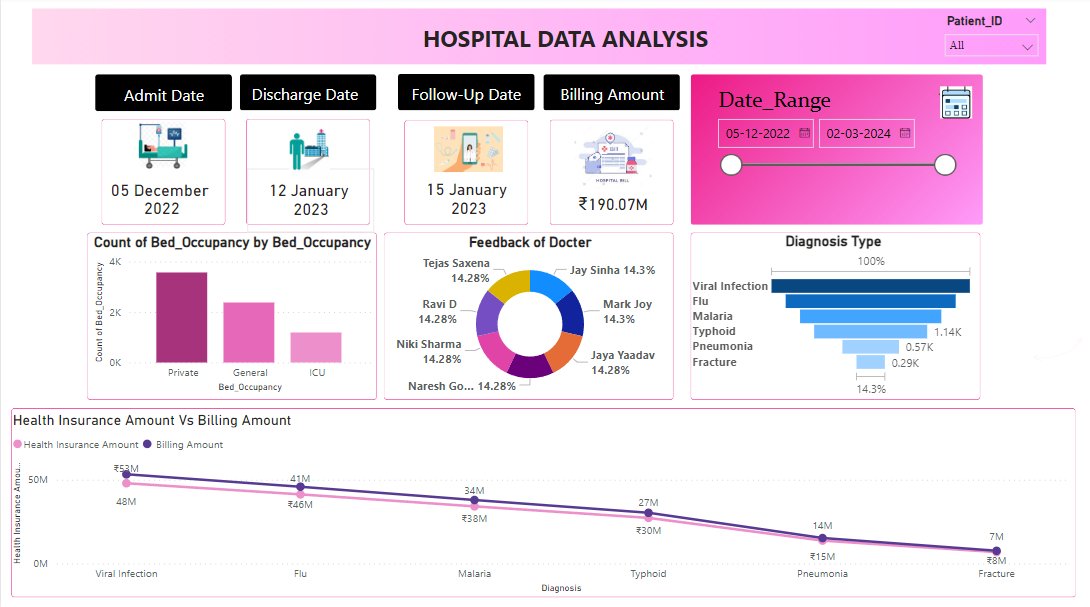 HOSPITAL DATA ANALYSIS
Patient_ID
All
Admit Date
Discharge Date
Follow-Up Date
Billing Amount
05 December
2022
12 January
2023
15 January
2023
HOSPITAL BILL
₹190.07M
Date_Range
05-12-2022
02-03-2024
Count of Bed_Occupancy by Bed_Occupancy
Count of Bed_Occupancy
4K
2K
0K
Private
General
ICU
Bed_Occupancy
Feedback of Docter
Tejas Saxena
14.28%
Jay Sinha 14.3%
Ravi D
14.28%
Mark Joy
14.3%
Niki Sharma
14.28%
Jaya Yaadav
14.28%
Naresh Go... 14.28%
Diagnosis Type
100%
Viral Infection
Flu
Malaria
Typhoid
1.14K
Pneumonia
0.57K
Fracture
0.29K
14.3%
Health Insurance Amount Vs Billing Amount
Health Insurance Amount
Billing Amount
Health Insurance Amou...
50M
0M
₹53M
48M
41M
₹46M
34M
₹38M
27M
₹30M
14M
₹15M
7M
₹8M
Viral Infection
Flu
Malaria
Typhoid
Pneumonia
Fracture
Diagnosis